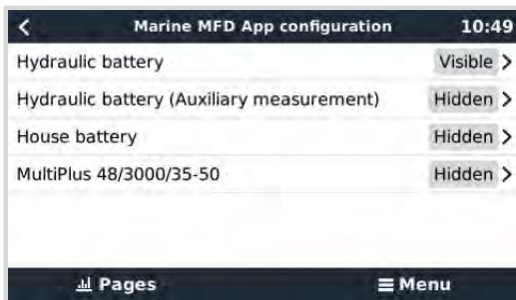 Marine MFD App configuration 10:49
Hydraulic battery Visible
Hydraulic battery (Auxiliary measurement) Hidden
House battery Hidden
MultiPlus 48/3000/35-50 Hidden
Pages Menu